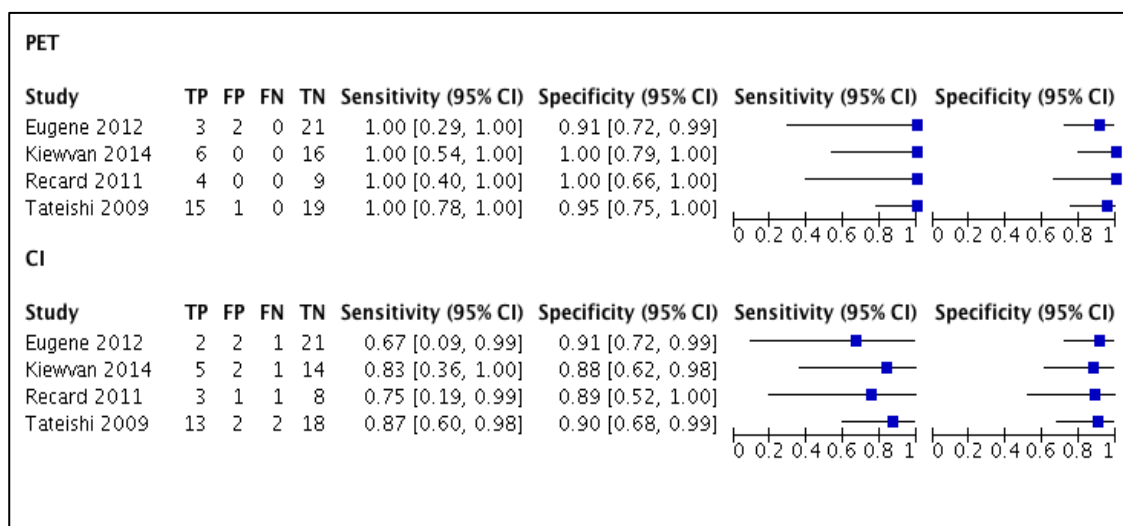 PET
Study TP FP FN TN Sensitivity (95% CI) Specificity (95% CI) Sensitivity (95% CI) Specificity (95% CI)
Eugene 2012 3 2 0 21 1.00 [0.29, 1.00] 0.91 [0.72, 0.99]
Kiewvan 2014 6 0 0 16 1.00 [0.54, 1.00] 1.00 [0.79, 1.00]
Recard 2011 4 0 0 9 1.00 [0.40, 1.00] 1.00 [0.66, 1.00]
Tateishi 2009 15 1 0 19 1.00 [0.78, 1.00] 0.95 [0.75, 1.00]
0 0.2 0.4 0.6 0.8 1 0 0.2 0.4 0.6 0.8 1
CI
Study TP FP FN TN Sensitivity (95% CI) Specificity (95% CI) Sensitivity (95% CI) Specificity (95% CI)
Eugene 2012 2 2 1 21 0.67 [0.09, 0.99] 0.91 [0.72, 0.99]
Kiewvan 2014 5 2 1 14 0.83 [0.36, 1.00] 0.88 [0.62, 0.98]
Recard 2011 3 1 1 8 0.75 [0.19, 0.99] 0.89 [0.52, 1.00]
Tateishi 2009 13 2 2 18 0.87 [0.60, 0.98] 0.90 [0.68, 0.99]
0 0.2 0.4 0.6 0.8 1 0 0.2 0.4 0.6 0.8 1